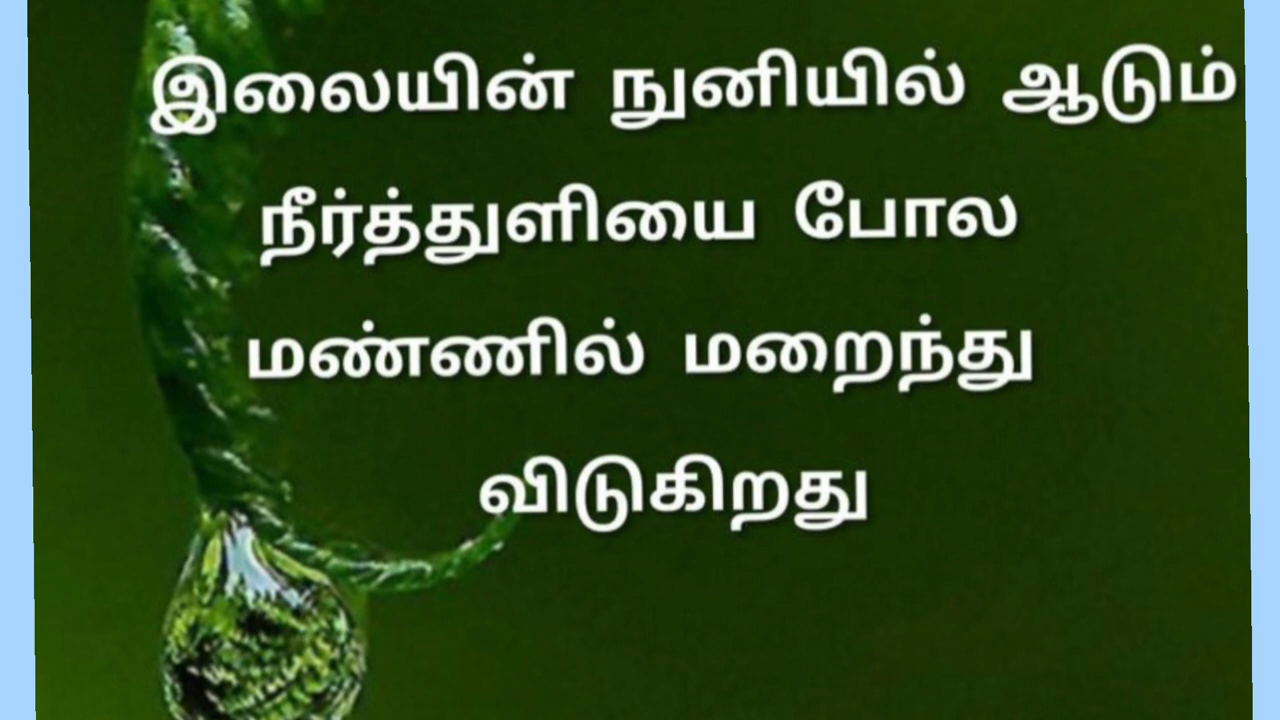 இலையின் நுனியில் ஆடும்
நீர்த்துளியை போல
மண்ணில் மறைந்து
விடுகிறது